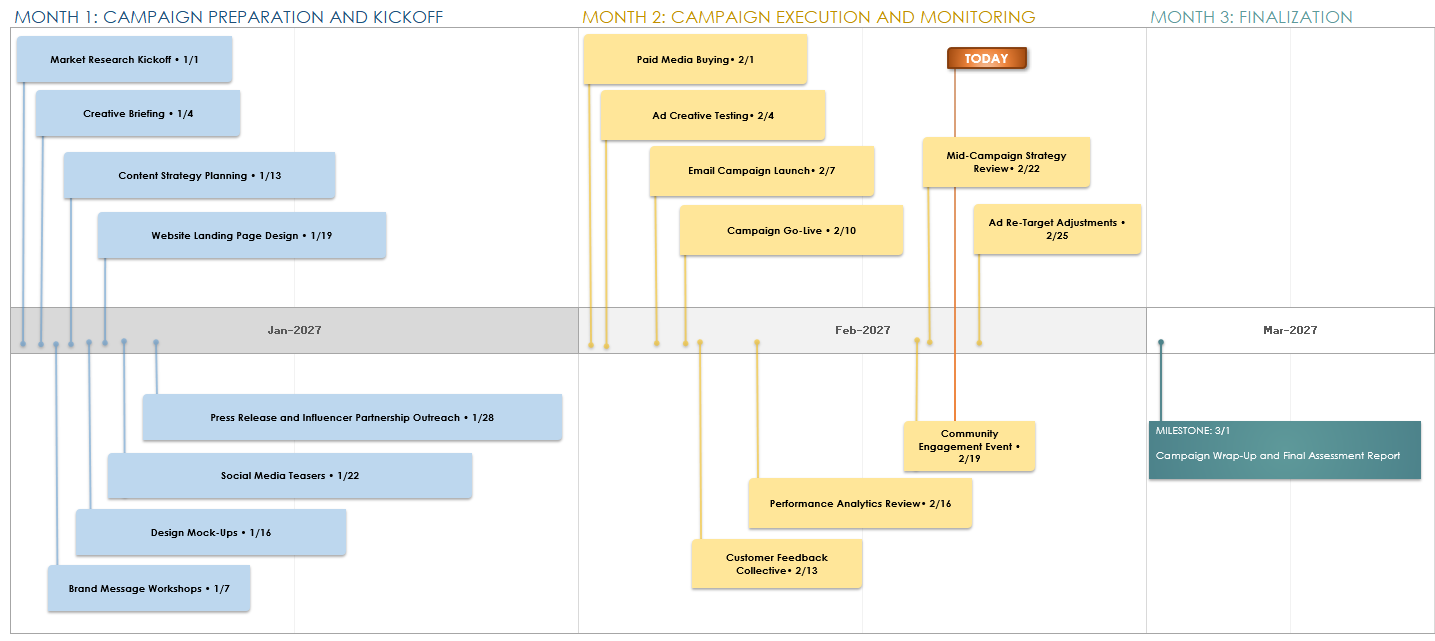 MONTH 1: CAMPAIGN PREPARATION AND KICKOFF
MONTH 2: CAMPAIGN EXECUTION AND MONITORING
MONTH 3: FINALIZATION
Market Research Kickoff • 1/1
Creative Briefing • 1/4
Content Strategy Planning • 1/13
Website Landing Page Design • 1/19
Paid Media Buying• 2/1
Ad Creative Testing• 2/4
Email Campaign Launch• 2/7
Campaign Go-Live • 2/10
TODAY
Mid-Campaign Strategy
Review• 2/22
Ad Re-Target Adjustments •
2/25
Jan-2027
Feb-2027
Mar-2027
Press Release and Influencer Partnership Outreach • 1/28
Social Media Teasers • 1/22
Design Mock-Ups • 1/16
Brand Message Workshops • 1/7
Community
Engagement Event •
2/19
Performance Analytics Review• 2/16
Customer Feedback
Collective• 2/13
MILESTONE: 3/1
Campaign Wrap-Up and Final Assessment Report